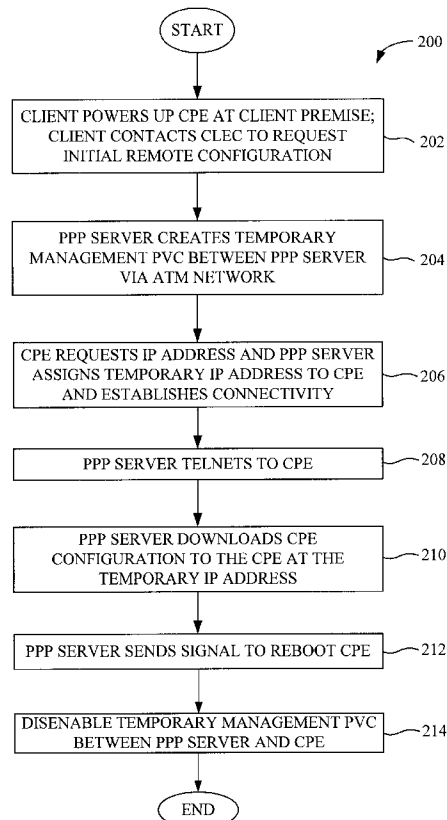 START
200
CLIENT POWERS UP CPE AT CLIENT PREMISE;
CLIENT CONTACTS CLEC TO REQUEST
INITIAL REMOTE CONFIGURATION
202
PPP SERVER CREATES TEMPORARY
MANAGEMENT PVC BETWEEN PPP SERVER
VIA ATM NETWORK
204
CPE REQUESTS IP ADDRESS AND PPP SERVER
ASSIGNS TEMPORARY IP ADDRESS TO CPE
AND ESTABLISHES CONNECTIVITY
206
PPP SERVER TELNETS TO CPE
208
PPP SERVER DOWNLOADS CPE
CONFIGURATION TO THE CPE AT THE
TEMPORARY IP ADDRESS
210
PPP SERVER SENDS SIGNAL TO REBOOT CPE
212
DISENABLE TEMPORARY MANAGEMENT PVC
BETWEEN PPP SERVER AND CPE
214
END